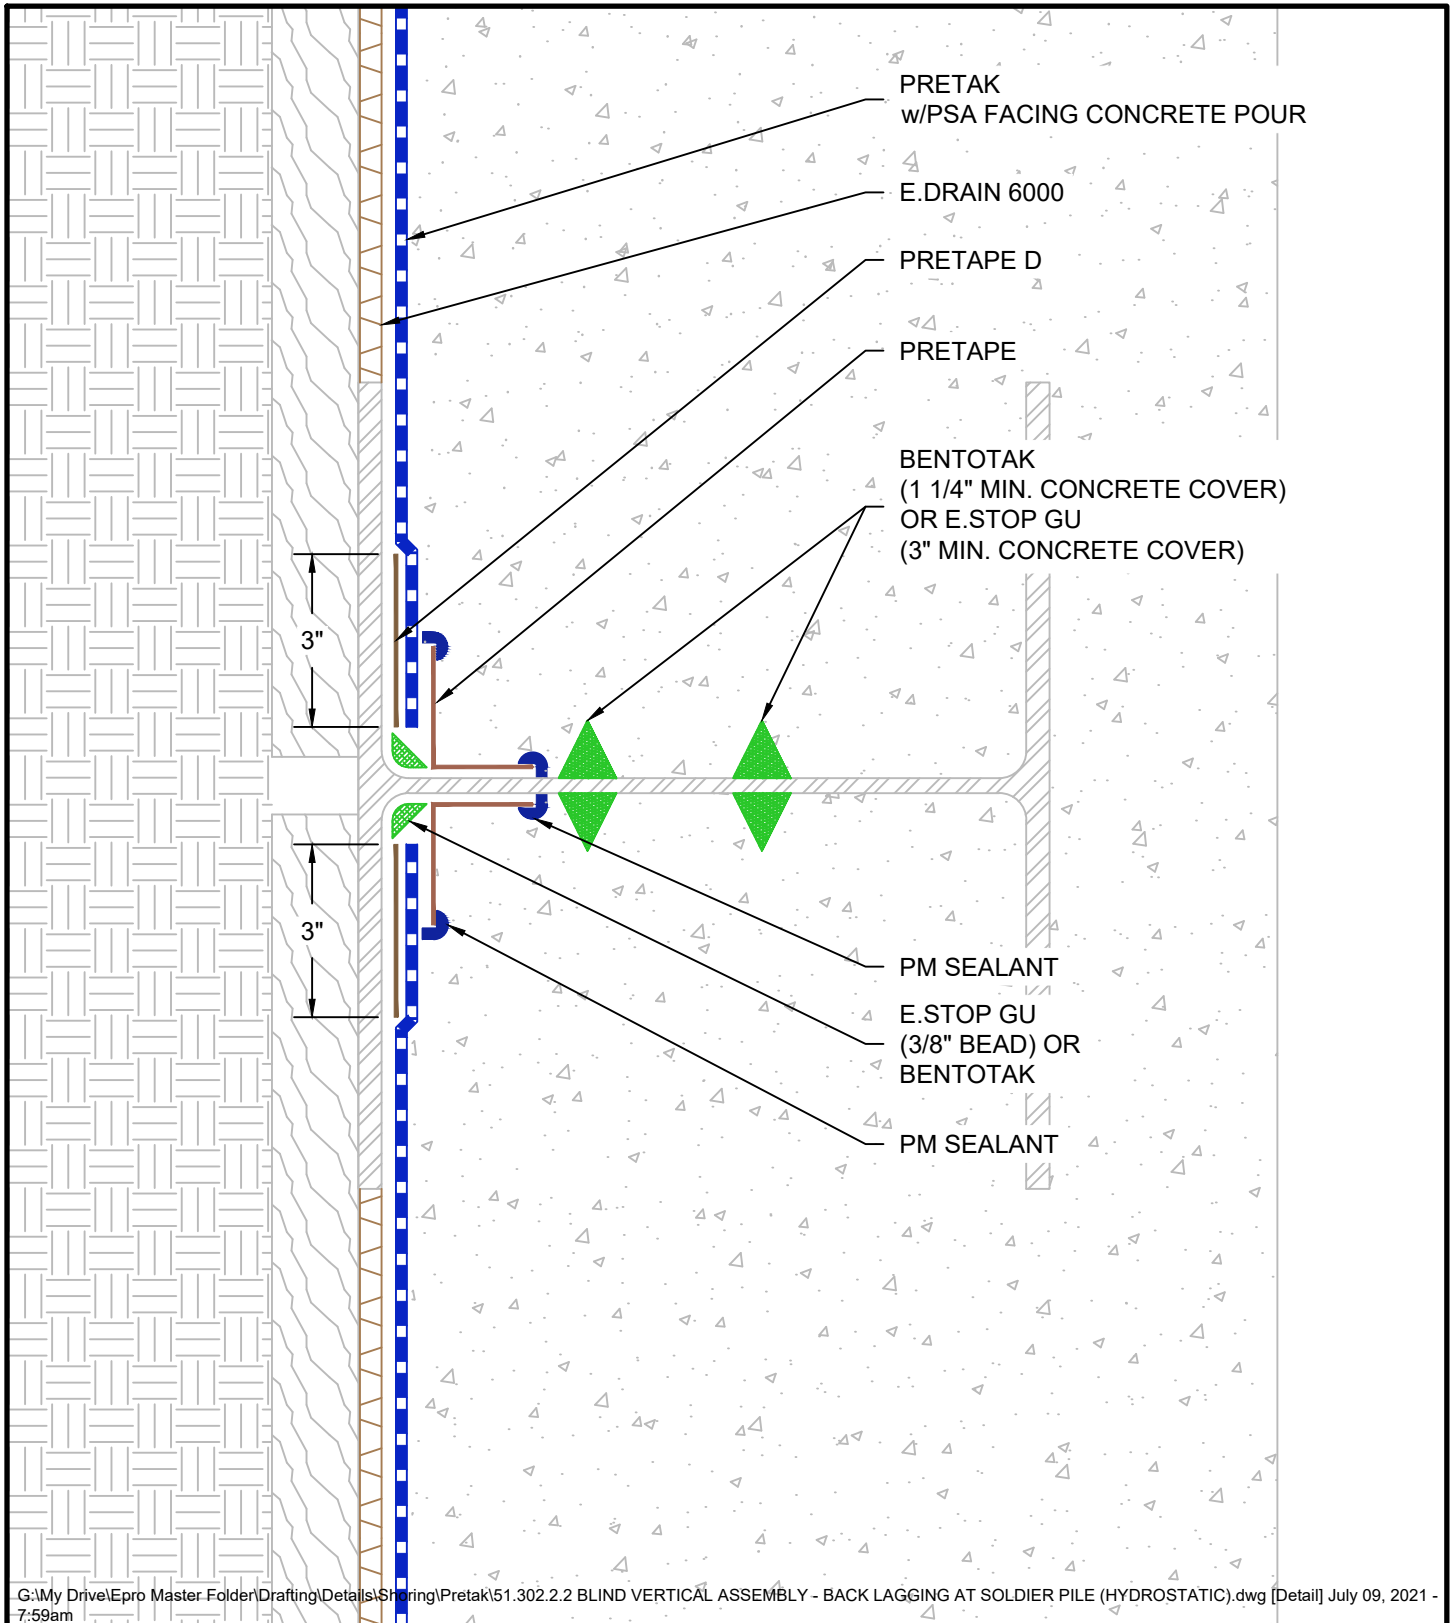 PRETAK
w/PSA FACING CONCRETE POUR
E.DRAIN 6000
PRETAPE D
PRETAPE
BENTOTAK
(1 1/4" MIN. CONCRETE COVER)
OR E.STOP GU
(3" MIN. CONCRETE COVER)
3"
3"
PM SEALANT
E.STOP GU
(3/8" BEAD) OR
BENTOTAK
PM SEALANT
G:\My Drive\Epro Master Folder\Drafting\Details\Shoring\Pretak\51.302.2.2 BLIND VERTICAL ASSEMBLY - BACK LAGGING AT SOLDIER PILE (HYDROSTATIC).dwg [Detail] July 09, 2021 -
7:59am